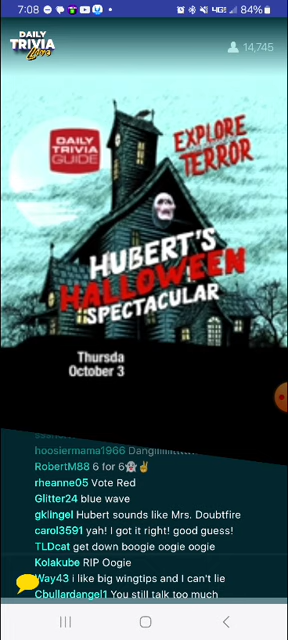 7:08
LTE
84%
DAILY
TRIVIA
Live
14,745
DAILY
TRIVIA
GUIDE
EXPLORE
TERROR
HUBERT'S
HALLOWEEN
SPECTACULAR
Thursda
October 3
hoosiermama1966
RobertM88 6 for 6👻✌
rheanne05 Vote Red
Glitter24 blue wave
gklingel Hubert sounds like Mrs. Doubtfire
carol3591 yah! I got it right! good guess!
TLDcat get down boogie oogie oogie
Kolakube RIP Oogie
Way43 i like big wingtips and I can't lie
Cbullardangel1 You still talk too much